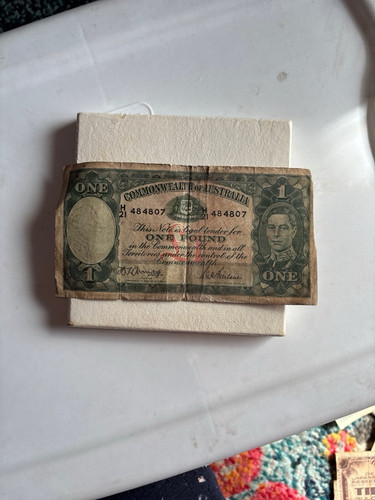 ONE
COMMONWEALTH OF AUSTRALIA
1
H/21 484807 H/21 484807
This Note is legal tender for
ONE POUND
in the Commonwealth and in all
Territories under the control of the
Commonwealth
1
ONE